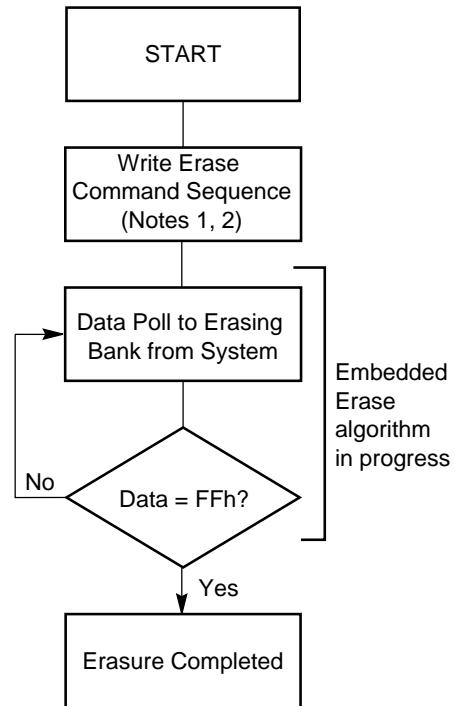 START
Write Erase
Command Sequence
(Notes 1, 2)
Data Poll to Erasing
Bank from System
Embedded
Erase
algorithm
in progress
No
Data = FFh?
Yes
Erasure Completed